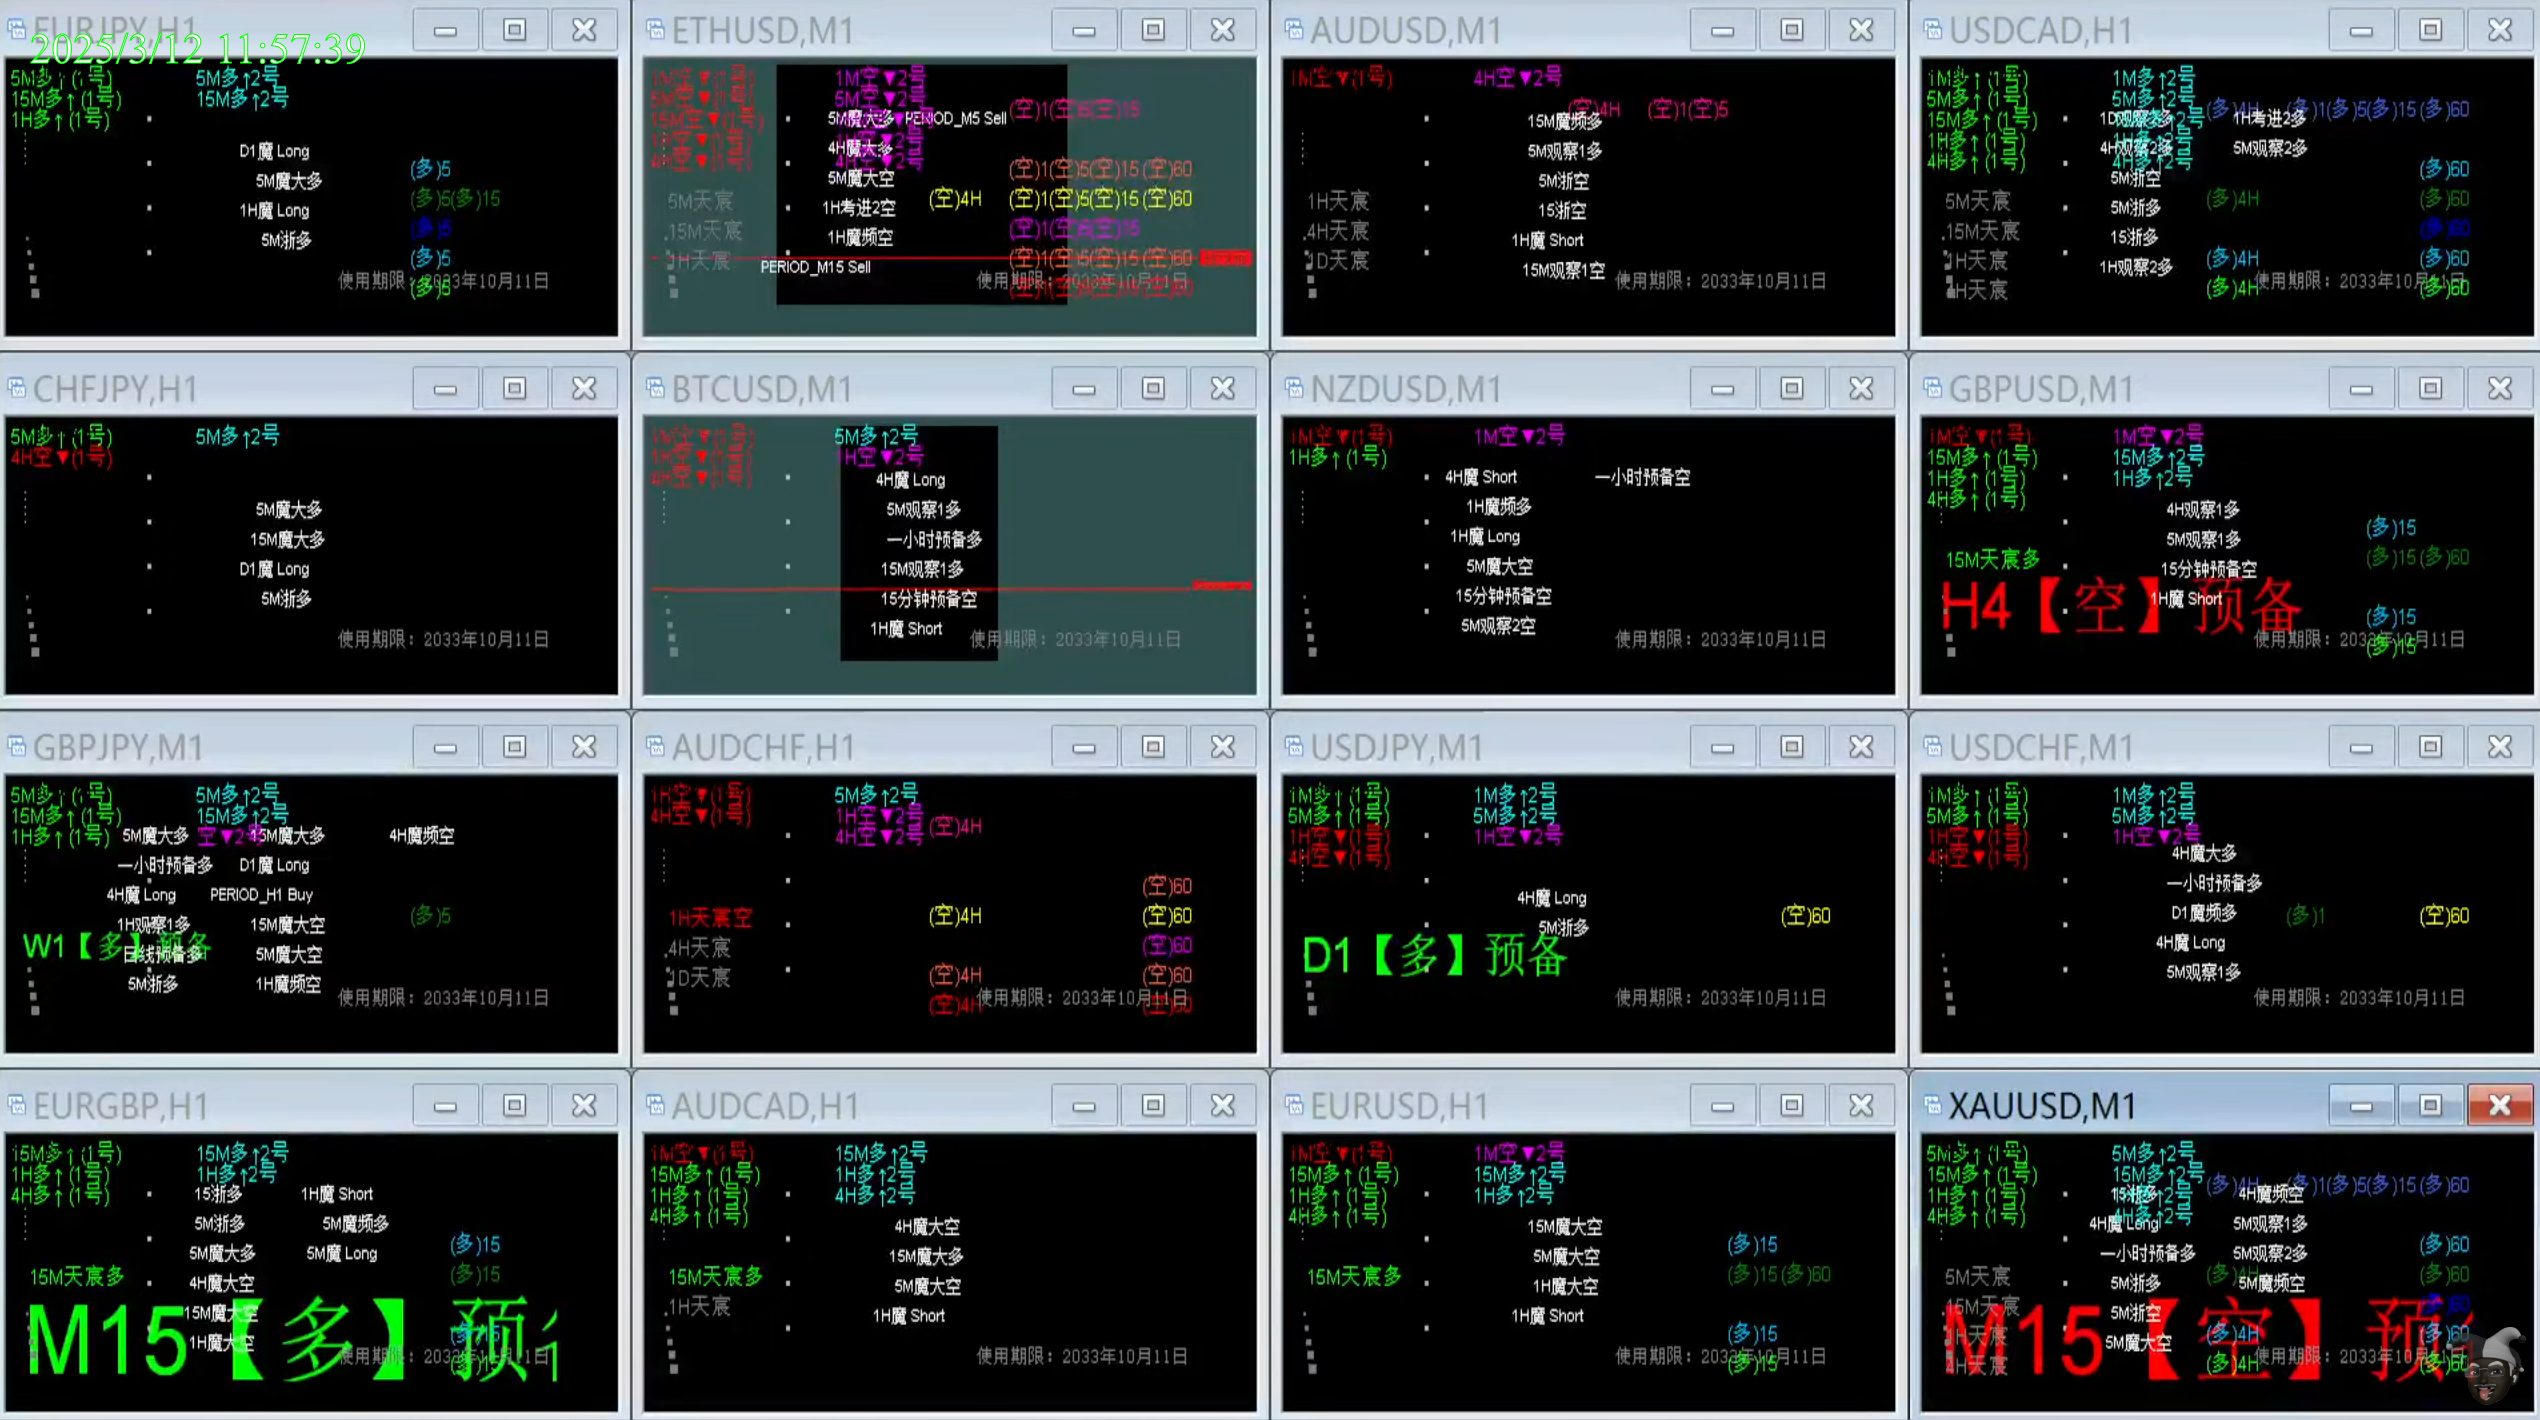 EURJPY,H1
2025/3/12 11:57:39
5M多↑(1号) 5M多↑2号
15M多↑(1号) 15M多↑2号
1H多↑(1号)
D1魔 Long
5M魔大多 (多)5
1H魔 Long (多)5(多)15
5M浙多 (多)5
(多)5
使用期限：2033年10月11日
(多)5
ETHUSD,M1
1M空▼(1号) 1M空▼2号
5M空▼(1号) 5M空▼2号
15M空▼(1号) 5M魔大多 PERIOD_M5 Sell (空)1(空)5(空)15
4H空▼(1号) 4H魔大多 4H空▼2号
5M魔大空 (空)1(空)5(空)15(空)60
5M天宸 1H考进2空 (空)4H (空)1(空)5(空)15(空)60
15M天宸 1H魔频空 (空)1(空)5(空)15
1H天宸 PERIOD_M15 Sell (空)1(空)5(空)15(空)60
使用期限：2033年10月11日
AUDUSD,M1
1M空▼(1号) 4H空▼2号
15M魔频多 (空)4H (空)1(空)5
5M观察1多
5M浙空
1H天宸 15浙空
4H天宸 1H魔 Short
1D天宸 15M观察1空
使用期限：2033年10月11日
USDCAD,H1
1M多↑(1号) 1M多↑2号
5M多↑(1号) 5M多↑2号
15M多↑(1号) 1H考进2多 (多)4H (多)1(多)5(多)15(多)60
1H多↑(1号) 4H观察2多 5M观察2多
4H多↑(1号) 4H多↑2号
5M浙空 (多)60
5M天宸 5M浙多 (多)4H (多)60
15M天宸 15浙多 (多)60
1H天宸 1H观察2多 (多)4H (多)60
4H天宸 (多)4H (多)60
使用期限：2033年10月11日
CHFJPY,H1
5M多↑(1号) 5M多↑2号
4H空▼(1号)
5M魔大多
15M魔大多
D1魔 Long
5M浙多
使用期限：2033年10月11日
BTCUSD,M1
1M空▼(1号) 5M多↑2号
1H空▼(1号) 1H空▼2号
4H空▼(1号) 4H魔 Long
5M观察1多
一小时预备多
15M观察1多
15分钟预备空
1H魔 Short
使用期限：2033年10月11日
NZDUSD,M1
1M空▼(1号) 1M空▼2号
1H多↑(1号)
4H魔 Short 一小时预备空
1H魔频多
1H魔 Long
5M魔大空
15分钟预备空
5M观察2空
使用期限：2033年10月11日
GBPUSD,M1
1M空▼(1号) 1M空▼2号
15M多↑(1号) 15M多↑2号
1H多↑(1号) 1H多↑2号
4H多↑(1号)
4H观察1多
5M观察1多 (多)15
15M天宸多 15分钟预备空 (多)15(多)60
H4【空】预备
1H魔 Short
(多)15
使用期限：2033年10月11日
(多)15
GBPJPY,M1
5M多↑(1号) 5M多↑2号
15M多↑(1号) 15M多↑2号
1H多↑(1号) 5M魔大多 空▼2号 15M魔大多 4H魔频空
一小时预备多 D1魔 Long
4H魔 Long PERIOD_H1 Buy
1H观察1多 15M魔大空 (多)5
W1【多】预备
日线预备多 5M魔大空
5M浙多 1H魔频空
使用期限：2033年10月11日
AUDCHF,H1
1H空▼(1号) 5M多↑2号
4H空▼(1号) 1H空▼2号
4H空▼2号 (空)4H
(空)60
1H天宸空 (空)4H (空)60
4H天宸 (空)60
1D天宸 (空)4H (空)60
(空)4H (空)60
使用期限：2033年10月11日
USDJPY,M1
1M多↑(1号) 1M多↑2号
5M多↑(1号) 5M多↑2号
1H空▼(1号) 1H空▼2号
4H空▼(1号)
4H魔 Long
5M浙多 (空)60
D1【多】预备
使用期限：2033年10月11日
USDCHF,M1
1M多↑(1号) 1M多↑2号
5M多↑(1号) 5M多↑2号
1H空▼(1号) 1H空▼2号
4H空▼(1号) 4H魔大多
一小时预备多
D1魔频多 (多)1 (空)60
4H魔 Long
5M观察1多
使用期限：2033年10月11日
EURGBP,H1
15M多↑(1号) 15M多↑2号
1H多↑(1号) 1H多↑2号
4H多↑(1号) 15浙多 1H魔 Short
5M浙多 5M魔频多
5M魔大多 5M魔 Long (多)15
15M天宸多 4H魔大空 (多)15
15M魔大空
1H魔大空 (多)15
M15【多】预
使用期限：2033年10月11日
AUDCAD,H1
1M空▼(1号) 15M多↑2号
15M多↑(1号) 1H多↑2号
1H多↑(1号) 4H多↑2号
4H多↑(1号) 4H魔大空
15M魔大多
15M天宸多 5M魔大空
1H天宸 1H魔 Short
使用期限：2033年10月11日
EURUSD,H1
1M空▼(1号) 1M空▼2号
15M多↑(1号) 15M多↑2号
1H多↑(1号) 1H多↑2号
4H多↑(1号) 15M魔大空
5M魔大空 (多)15
15M天宸多 1H魔大空 (多)15(多)60
1H魔 Short (多)15
使用期限：2033年10月11日
(多)15
XAUUSD,M1
5M多↑(1号) 5M多↑2号
15M多↑(1号) 15M多↑2号
1H多↑(1号) 15浙多 4H魔频空 (多)4H (多)1(多)5(多)15(多)60
4H多↑(1号) 4H魔 Long 4H多↑2号 5M观察1多
一小时预备多 5M观察2多 (多)60
5M天宸 5M浙多 (多)4H 5M魔频空 (多)60
15M天宸 5M浙空 (多)60
1H天宸 5M魔大空 (多)4H (多)60
4H天宸 (多)4H (多)60
M15【空】预
使用期限：2033年10月11日